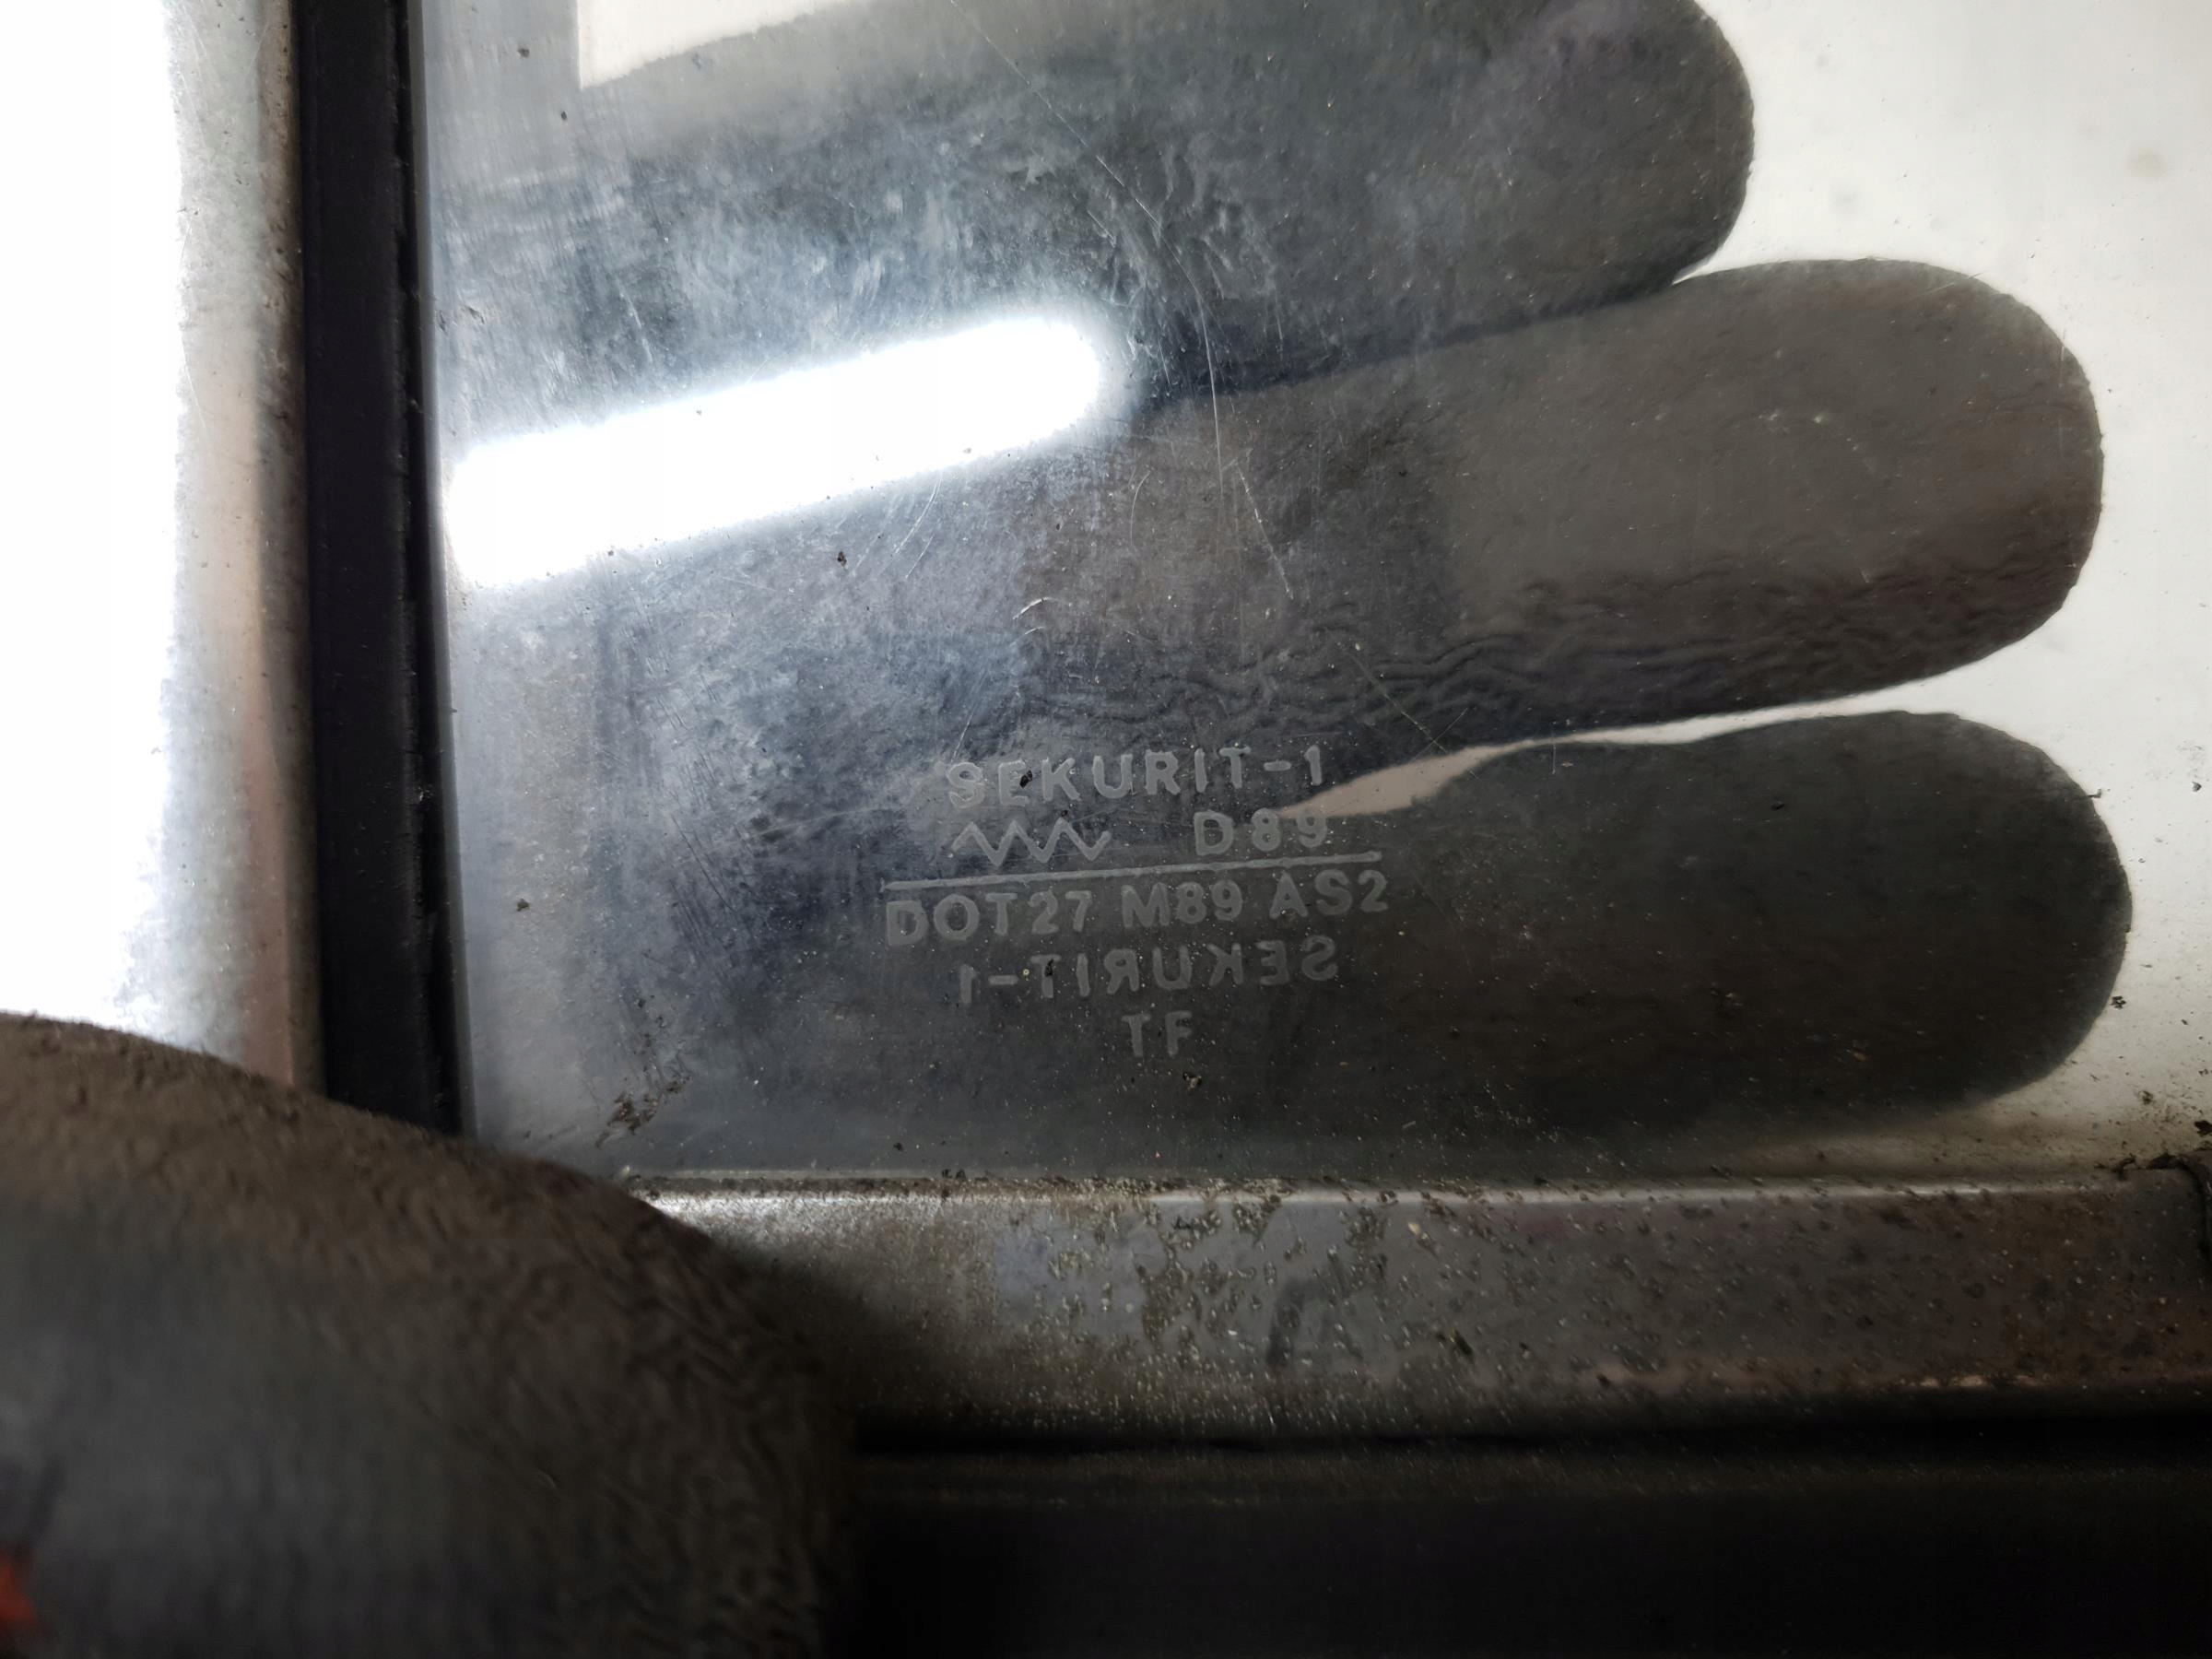 SEKURIT-1
D89
DOT27 M89 AS2
SEKURIT-1
TF